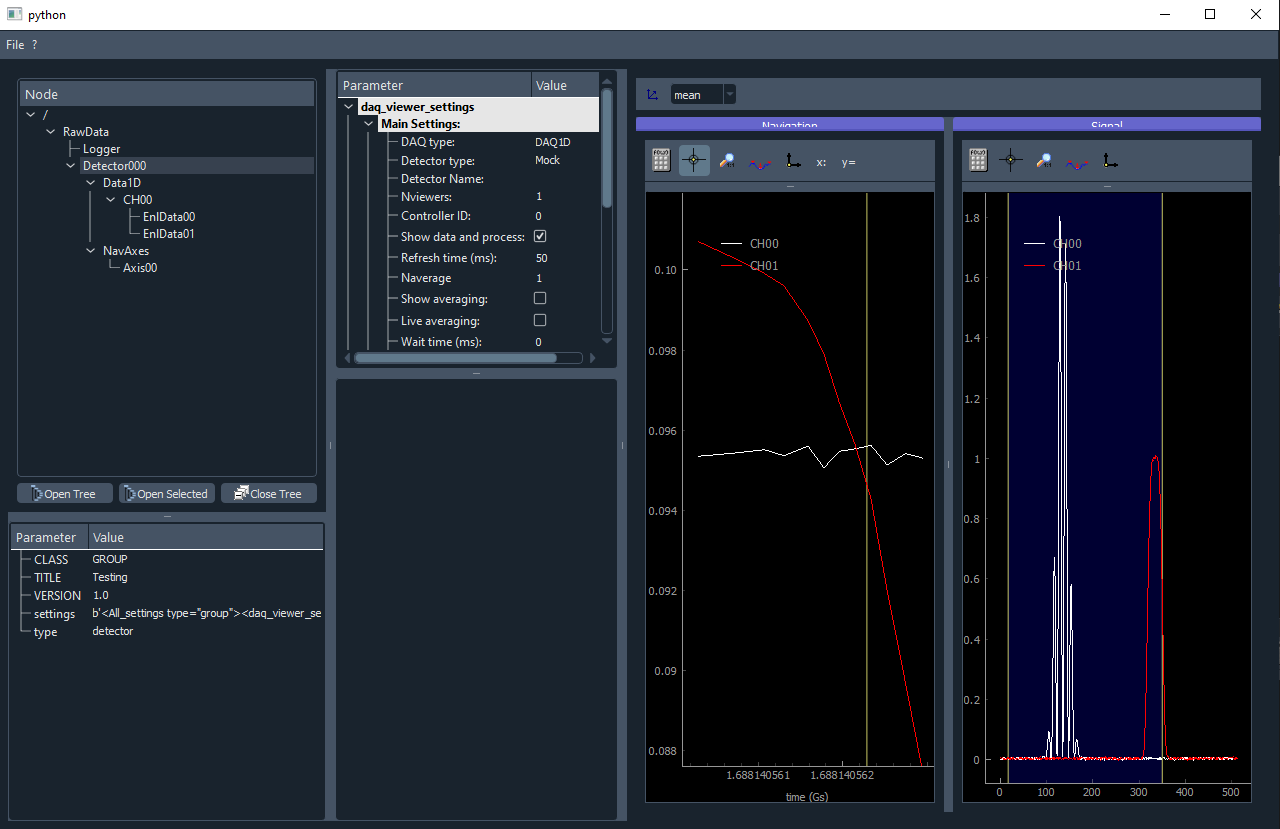 python
File ?
Node
/
RawData
Logger
Detector000
Data1D
CH00
EnlData00
EnlData01
NavAxes
Axis00
Open Tree
Open Selected
Close Tree
Parameter Value
CLASS GROUP
TITLE Testing
VERSION 1.0
settings b'<All_settings type="group"><daq_viewer_se
type detector
Parameter Value
daq_viewer_settings
Main Settings:
DAQ type: DAQ1D
Detector type: Mock
Detector Name:
Nviewers: 1
Controller ID: 0
Show data and process:
Refresh time (ms): 50
Naverage 1
Show averaging:
Live averaging:
Wait time (ms): 0
mean
Navigation
x: y=
CH00
CH01
0.10
0.098
0.096
0.094
0.092
0.09
0.088
1.688140561 1.688140562
time (Gs)
Signal
CH00
CH01
1.8
1.6
1.4
1.2
1
0.8
0.6
0.4
0.2
0
0 100 200 300 400 500